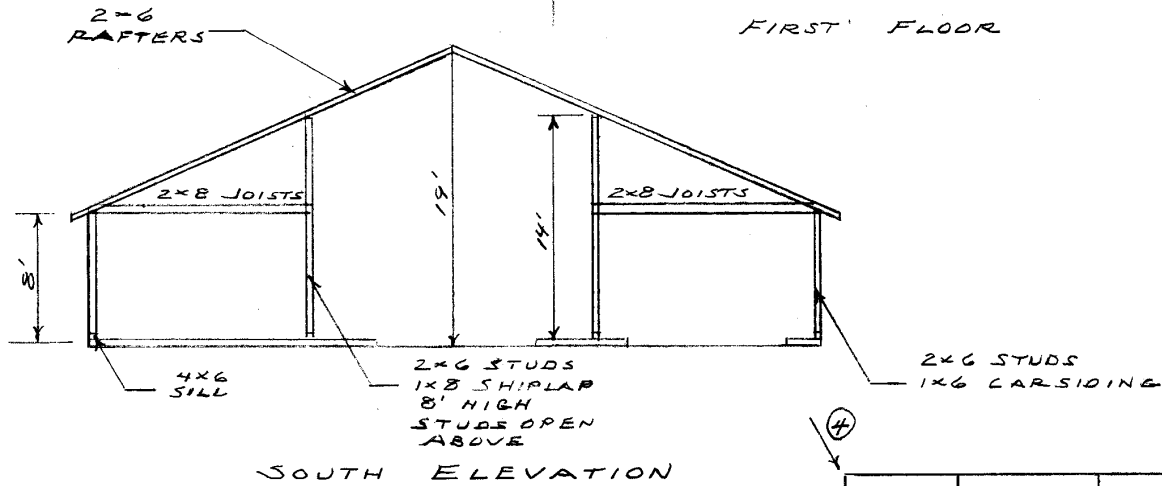 2×6
RAFTERS
FIRST FLOOR
2×8 JOISTS
2×8 JOISTS
8'
19'
14'
4×6
SILL
2×6 STUDS
1×8 SHIPLAP
8' HIGH
STUDS OPEN
ABOVE
2×6 STUDS
1×6 CARSIDING
4
SOUTH ELEVATION